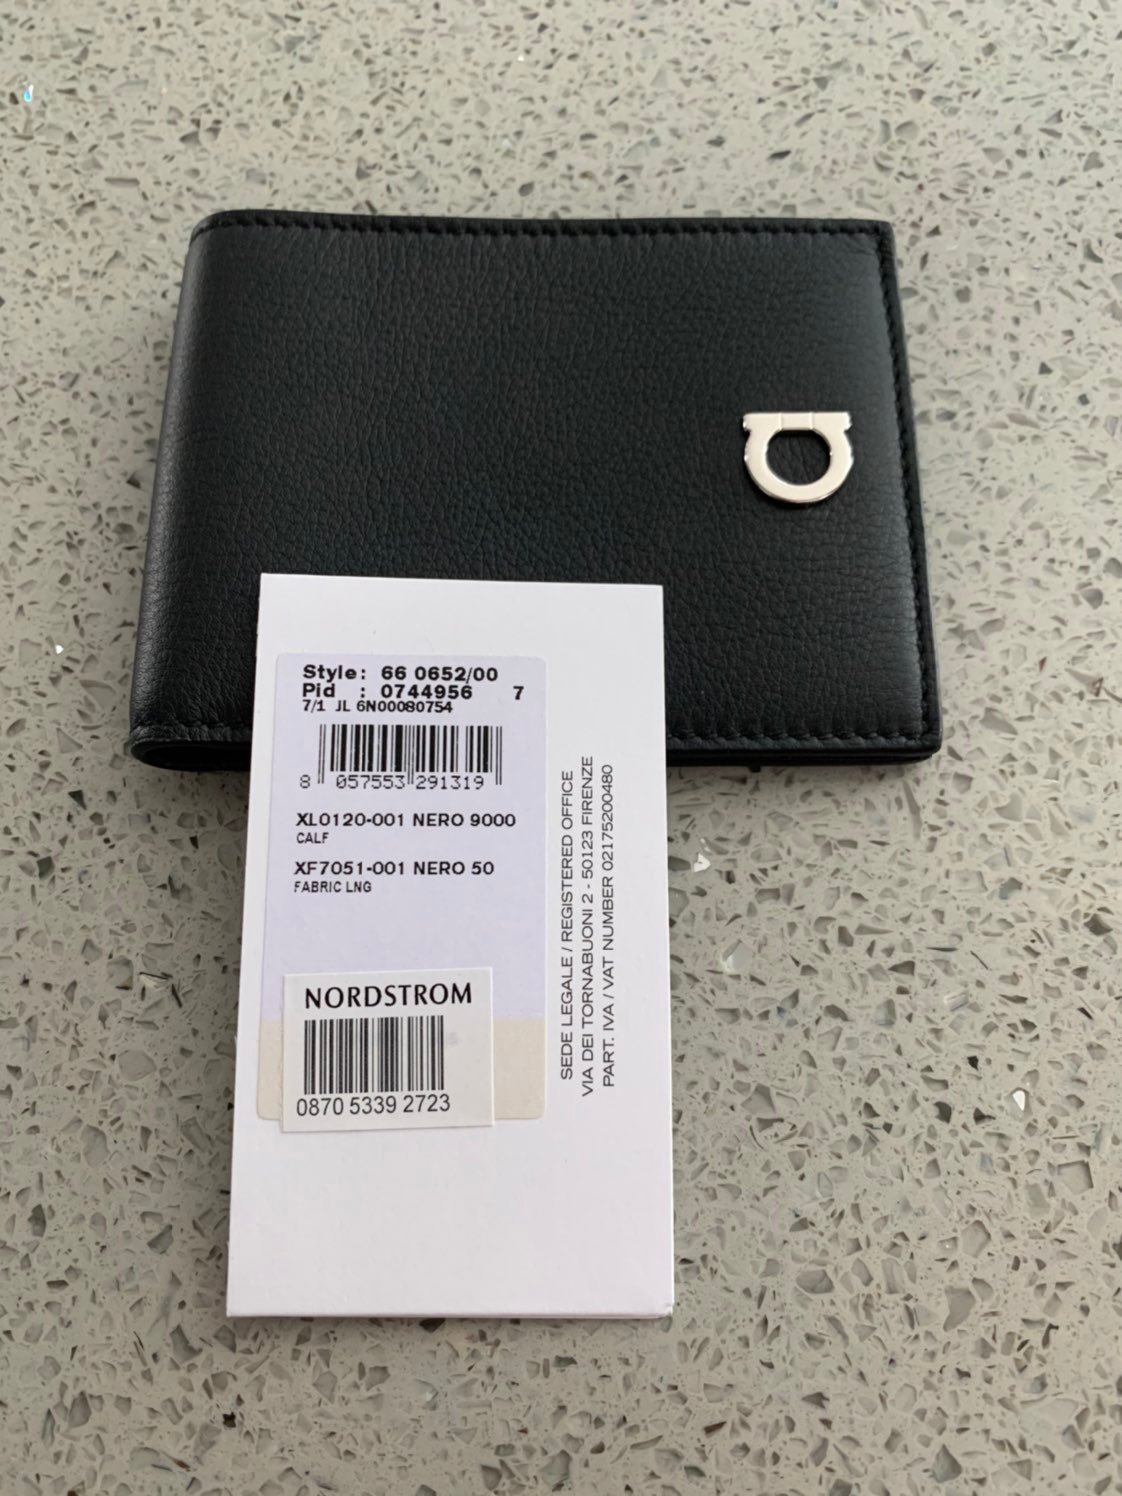 Style: 66 0652/00
Pid : 0744956 7
7/1 JL 6N00080754
8 057553 291319
XL0120-001 NERO 9000
CALF
XF7051-001 NERO 50
FABRIC LNG
NORDSTROM
0870 5339 2723
SEDE LEGALE / REGISTERED OFFICE
VIA DEI TORNABUONI 2 - 50123 FIRENZE
PART. IVA / VAT NUMBER 02175200480